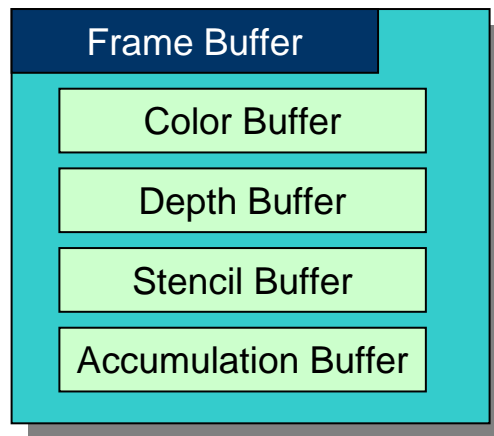 Frame Buffer
Color Buffer
Depth Buffer
Stencil Buffer
Accumulation Buffer